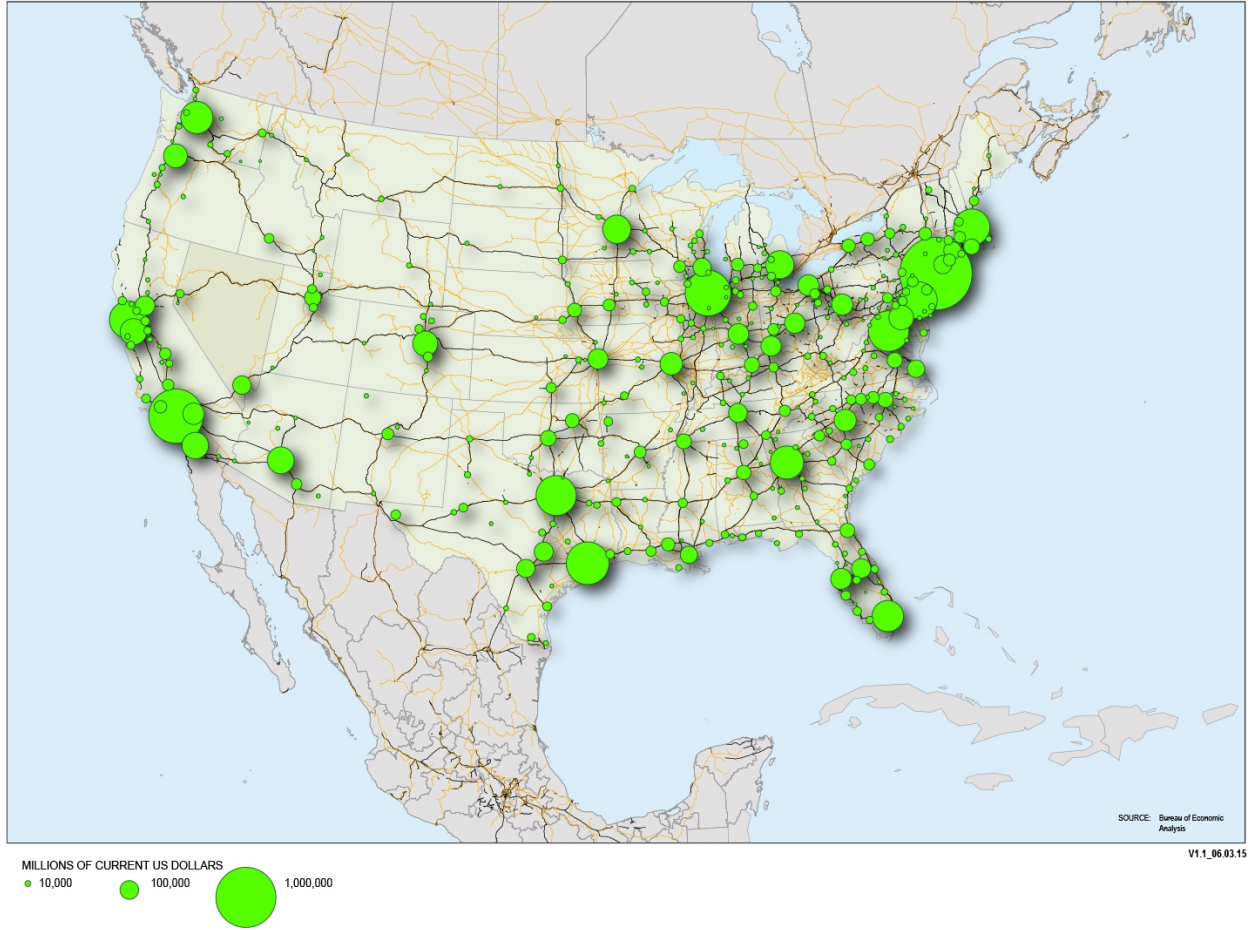 SOURCE: Bureau of Economic
Analysis
V1.1_06.03.15
MILLIONS OF CURRENT US DOLLARS
10,000 100,000 1,000,000